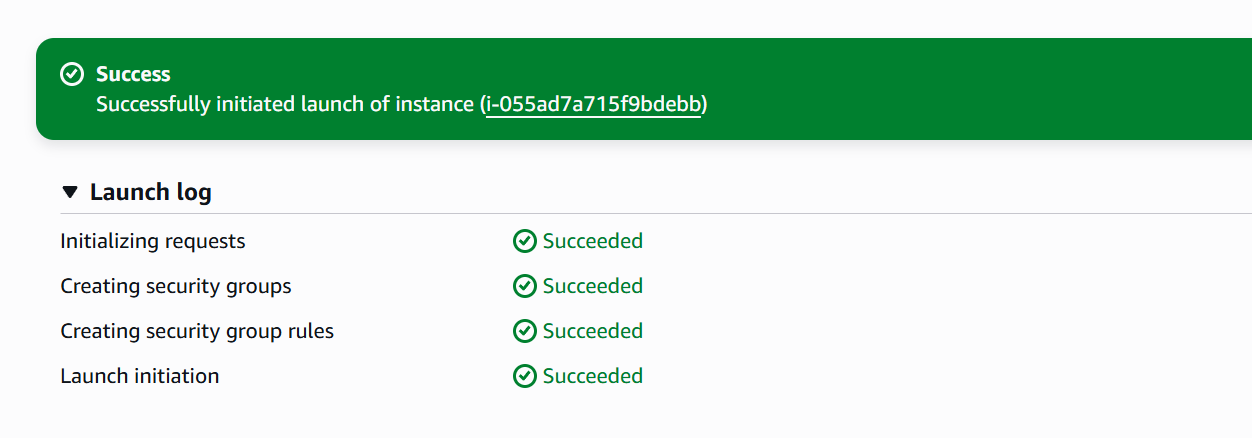 Success
Successfully initiated launch of instance (i-055ad7a715f9bdebb)
Launch log
Initializing requests Succeeded
Creating security groups Succeeded
Creating security group rules Succeeded
Launch initiation Succeeded